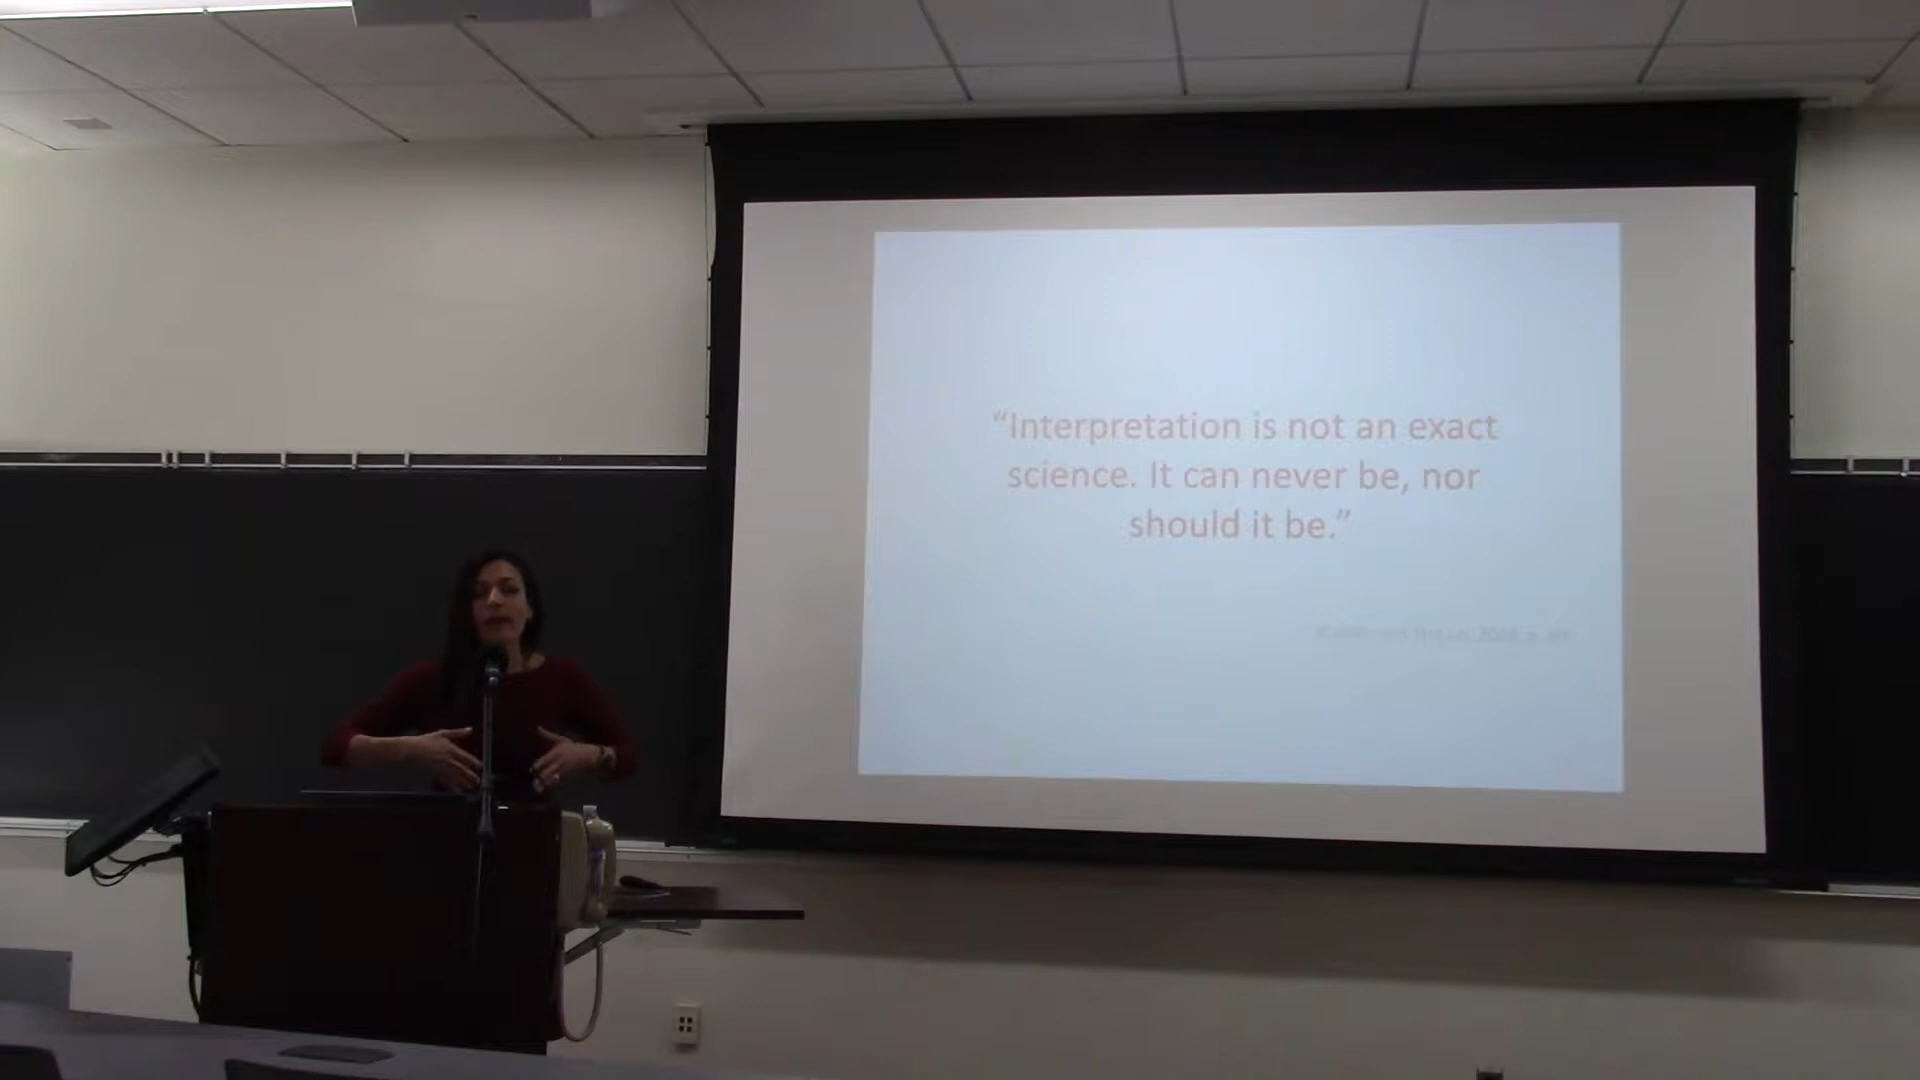 “Interpretation is not an exact
science. It can never be, nor
should it be.”